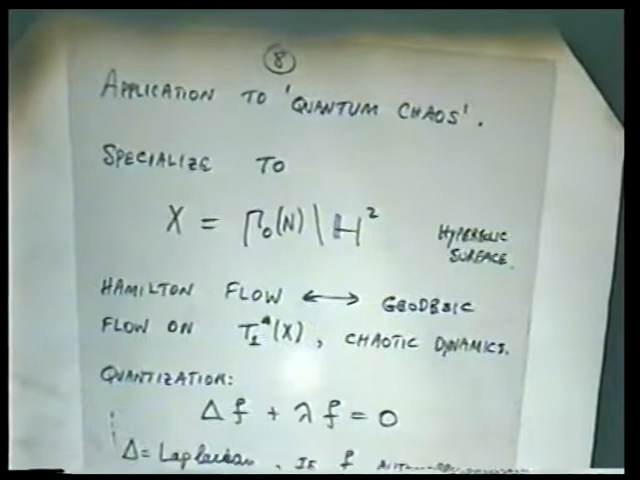 8
APPLICATION TO 'QUANTUM CHAOS'.
SPECIALIZE TO
X = Γ₀(N)\H²
HYPERBOLIC
SURFACE.
HAMILTON FLOW ↔ GEODESIC
FLOW ON T₁*(X), CHAOTIC DYNAMICS.
QUANTIZATION:
Δf + λf = 0
Δ = Laplacian, IF f